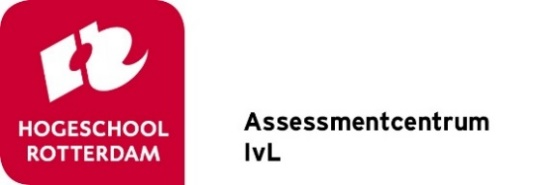 HOGESCHOOL
ROTTERDAM
Assessmentcentrum
IvL